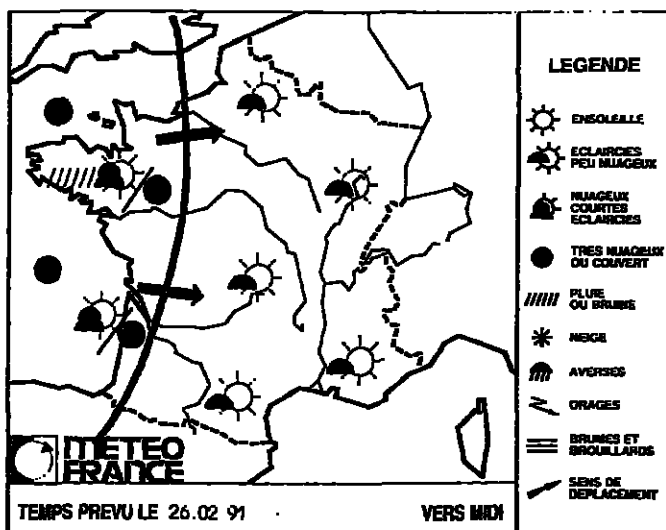 LEGENDE
ENSOLEILLE
ECLAIRCIES
PEU NUAGEUX
NUAGEUX
COURTES
ECLAIRCIES
TRES NUAGEUX
OU COUVERT
PLUIE
OU BRUINE
NEIGE
AVERSES
ORAGES
BRUMES ET
BROUILLARDS
SENS DE
DEPLACEMENT
METEO
FRANCE
TEMPS PREVU LE 26.02 91 VERS MIDI